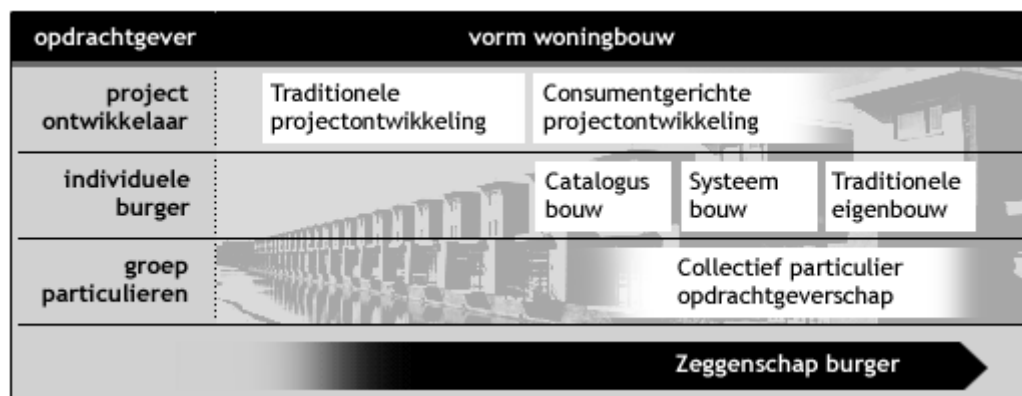 opdrachtgever vorm woningbouw
project
ontwikkelaar
Traditionele
projectontwikkeling
Consumentgerichte
projectontwikkeling
individuele
burger
Catalogus
bouw
Systeem
bouw
Traditionele
eigenbouw
groep
particulieren
Collectief particulier
opdrachtgeverschap
Zeggenschap burger